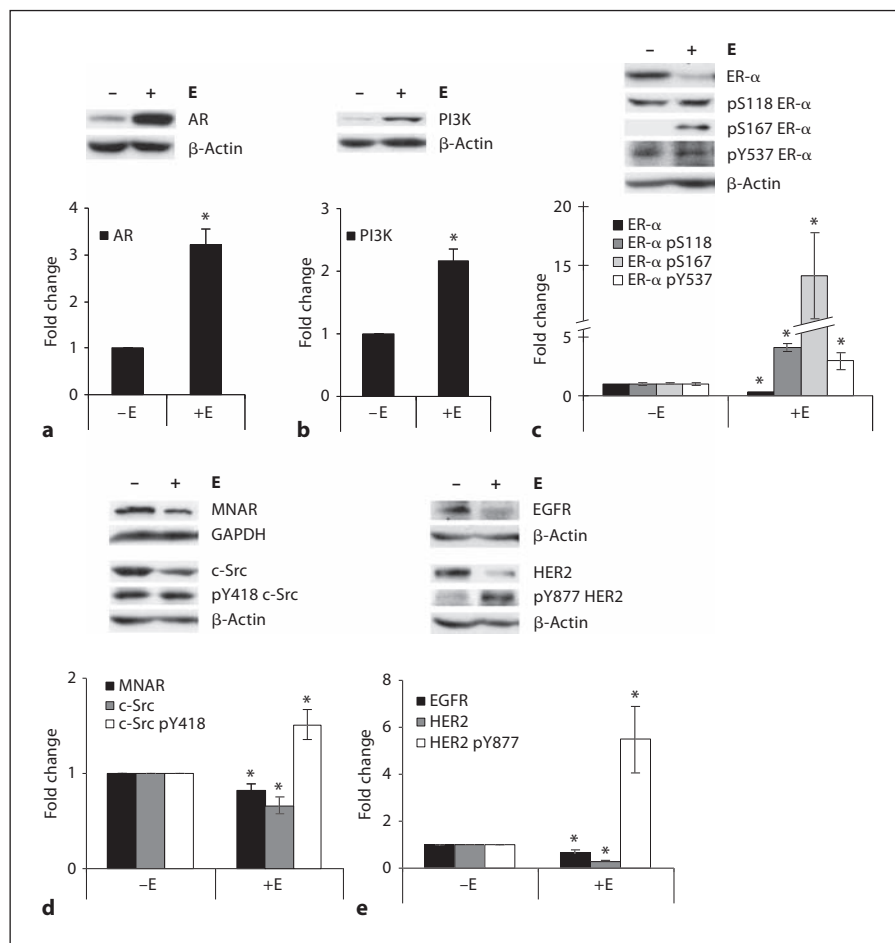 – + E
AR
β-Actin
Fold change
4
3
2
1
0
AR
*
–E +E
a
– + E
PI3K
β-Actin
Fold change
3
2
1
0
PI3K
*
–E +E
b
– + E
ER-α
pS118 ER-α
pS167 ER-α
pY537 ER-α
β-Actin
Fold change
20
15
5
0
ER-α
ER-α pS118
ER-α pS167
ER-α pY537
* * * *
–E +E
c
– + E
MNAR
GAPDH
c-Src
pY418 c-Src
β-Actin
Fold change
2
1
0
MNAR
c-Src
c-Src pY418
* * *
–E +E
d
– + E
EGFR
β-Actin
HER2
pY877 HER2
β-Actin
Fold change
8
6
4
2
0
EGFR
HER2
HER2 pY877
* * *
–E +E
e